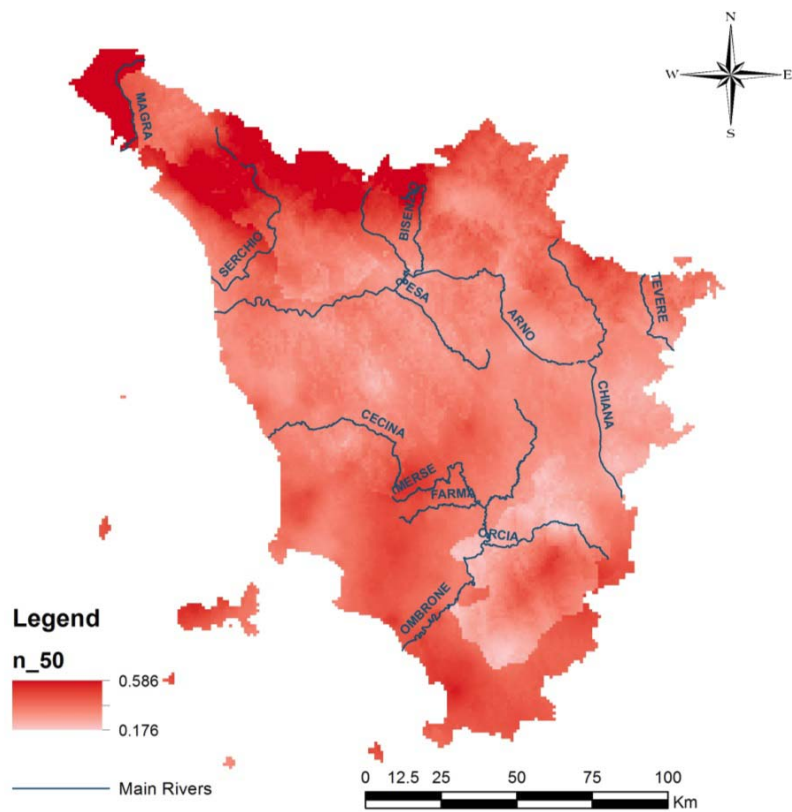 N
W E
S
MAGRA
BISENZIO
SERCHIO
PESA
TEVERE
ARNO
CHIANA
CECINA
MERSE
FARMA
ORCIA
OMBRONE
Legend
n_50
0.586
0.176
Main Rivers
0 12.5 25 50 75 100
Km